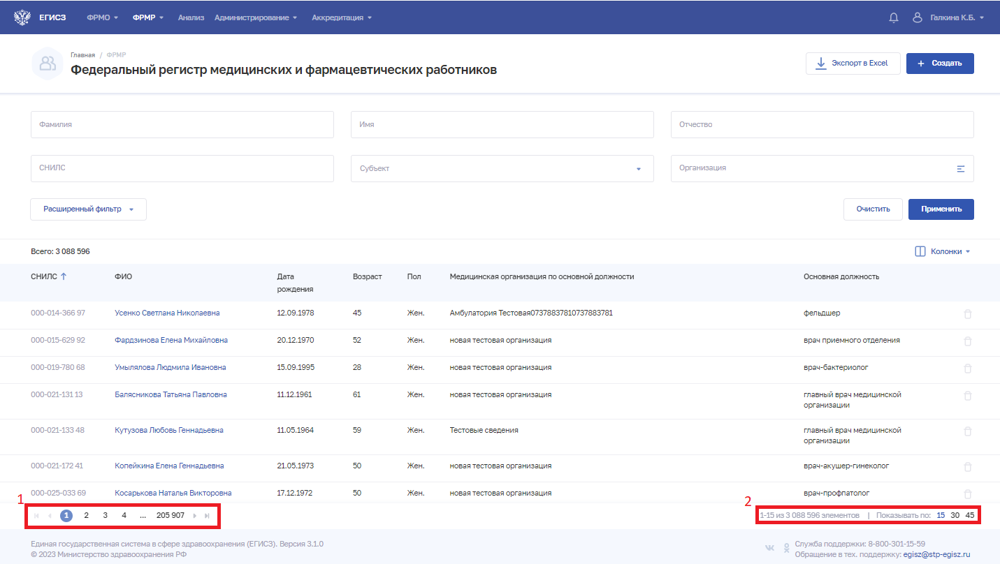 ЕГИСЗ ФРМО ФРМР Анализ Администрирование Аккредитация Галкина К.Б.
Главная / ФРМР
Федеральный регистр медицинских и фармацевтических работников
Экспорт в Excel + Создать
Фамилия Имя Отчество
СНИЛС Субъект Организация
Расширенный фильтр Очистить Применить
Всего: 3 088 596 Колонки
СНИЛС ФИО Дата рождения Возраст Пол Медицинская организация по основной должности Основная должность
000-014-366 97 Усенко Светлана Николаевна 12.09.1978 45 Жен. Амбулатория Тестовая07378837810737883781 фельдшер
000-015-629 92 Фардзинова Елена Михайловна 20.12.1970 52 Жен. новая тестовая организация врач приемного отделения
000-019-780 68 Умылялова Людмила Ивановна 15.09.1995 28 Жен. новая тестовая организация врач-бактериолог
000-021-131 13 Балясникова Татьяна Павловна 11.12.1961 61 Жен. новая тестовая организация главный врач медицинской организации
000-021-133 48 Кутузова Любовь Геннадьевна 11.05.1964 59 Жен. Тестовые сведения главный врач медицинской организации
000-021-172 41 Копейкина Елена Геннадьевна 21.05.1973 50 Жен. новая тестовая организация врач-акушер-гинеколог
000-025-033 69 Косарькова Наталья Викторовна 17.12.1972 50 Жен. новая тестовая организация врач-профпатолог
1 2
1 2 3 4 ... 205 907 1-15 из 3 088 596 элементов | Показывать по: 15 30 45
Единая государственная система в сфере здравоохранения (ЕГИСЗ). Версия 3.1.0 Служба поддержки: 8-800-301-15-59
© 2023 Министерство здравоохранения РФ Обращение в тех. поддержку: egisz@stp-egisz.ru